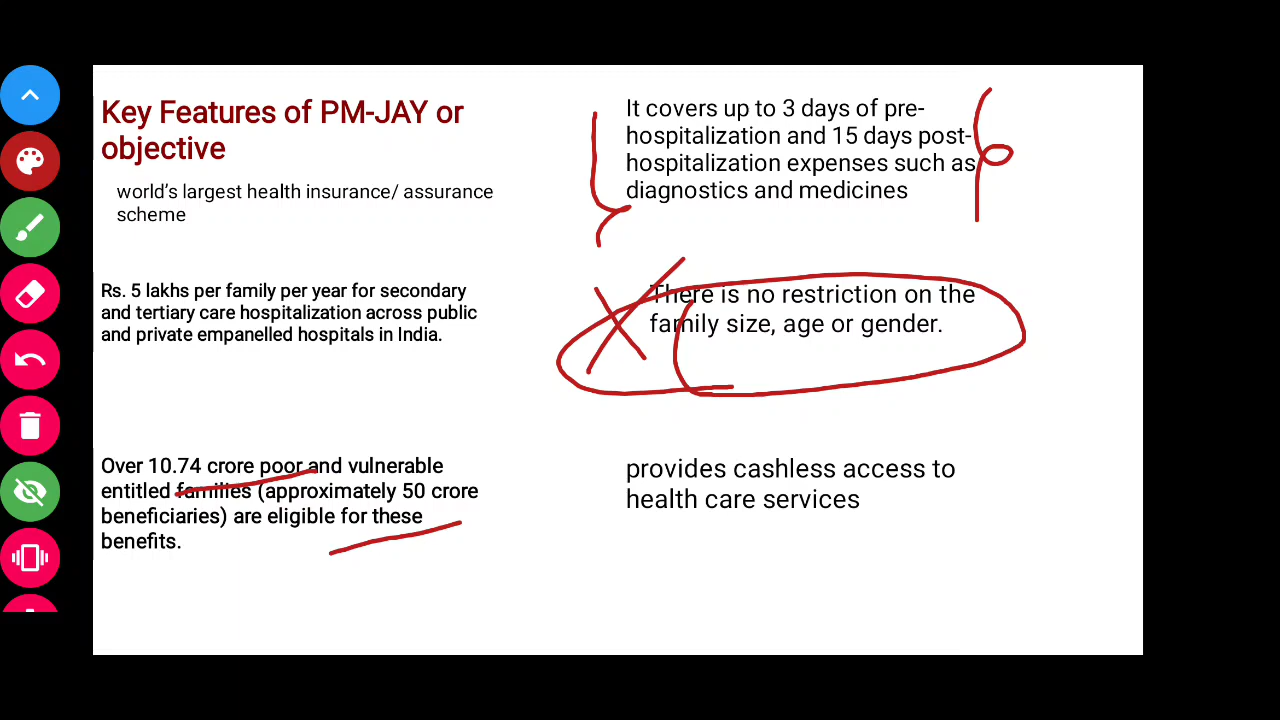 Key Features of PM-JAY or
objective
world's largest health insurance/ assurance
scheme
Rs. 5 lakhs per family per year for secondary
and tertiary care hospitalization across public
and private empanelled hospitals in India.
Over 10.74 crore poor and vulnerable
entitled families (approximately 50 crore
beneficiaries) are eligible for these
benefits.
It covers up to 3 days of pre-
hospitalization and 15 days post-
hospitalization expenses such as
diagnostics and medicines
There is no restriction on the
family size, age or gender.
provides cashless access to
health care services